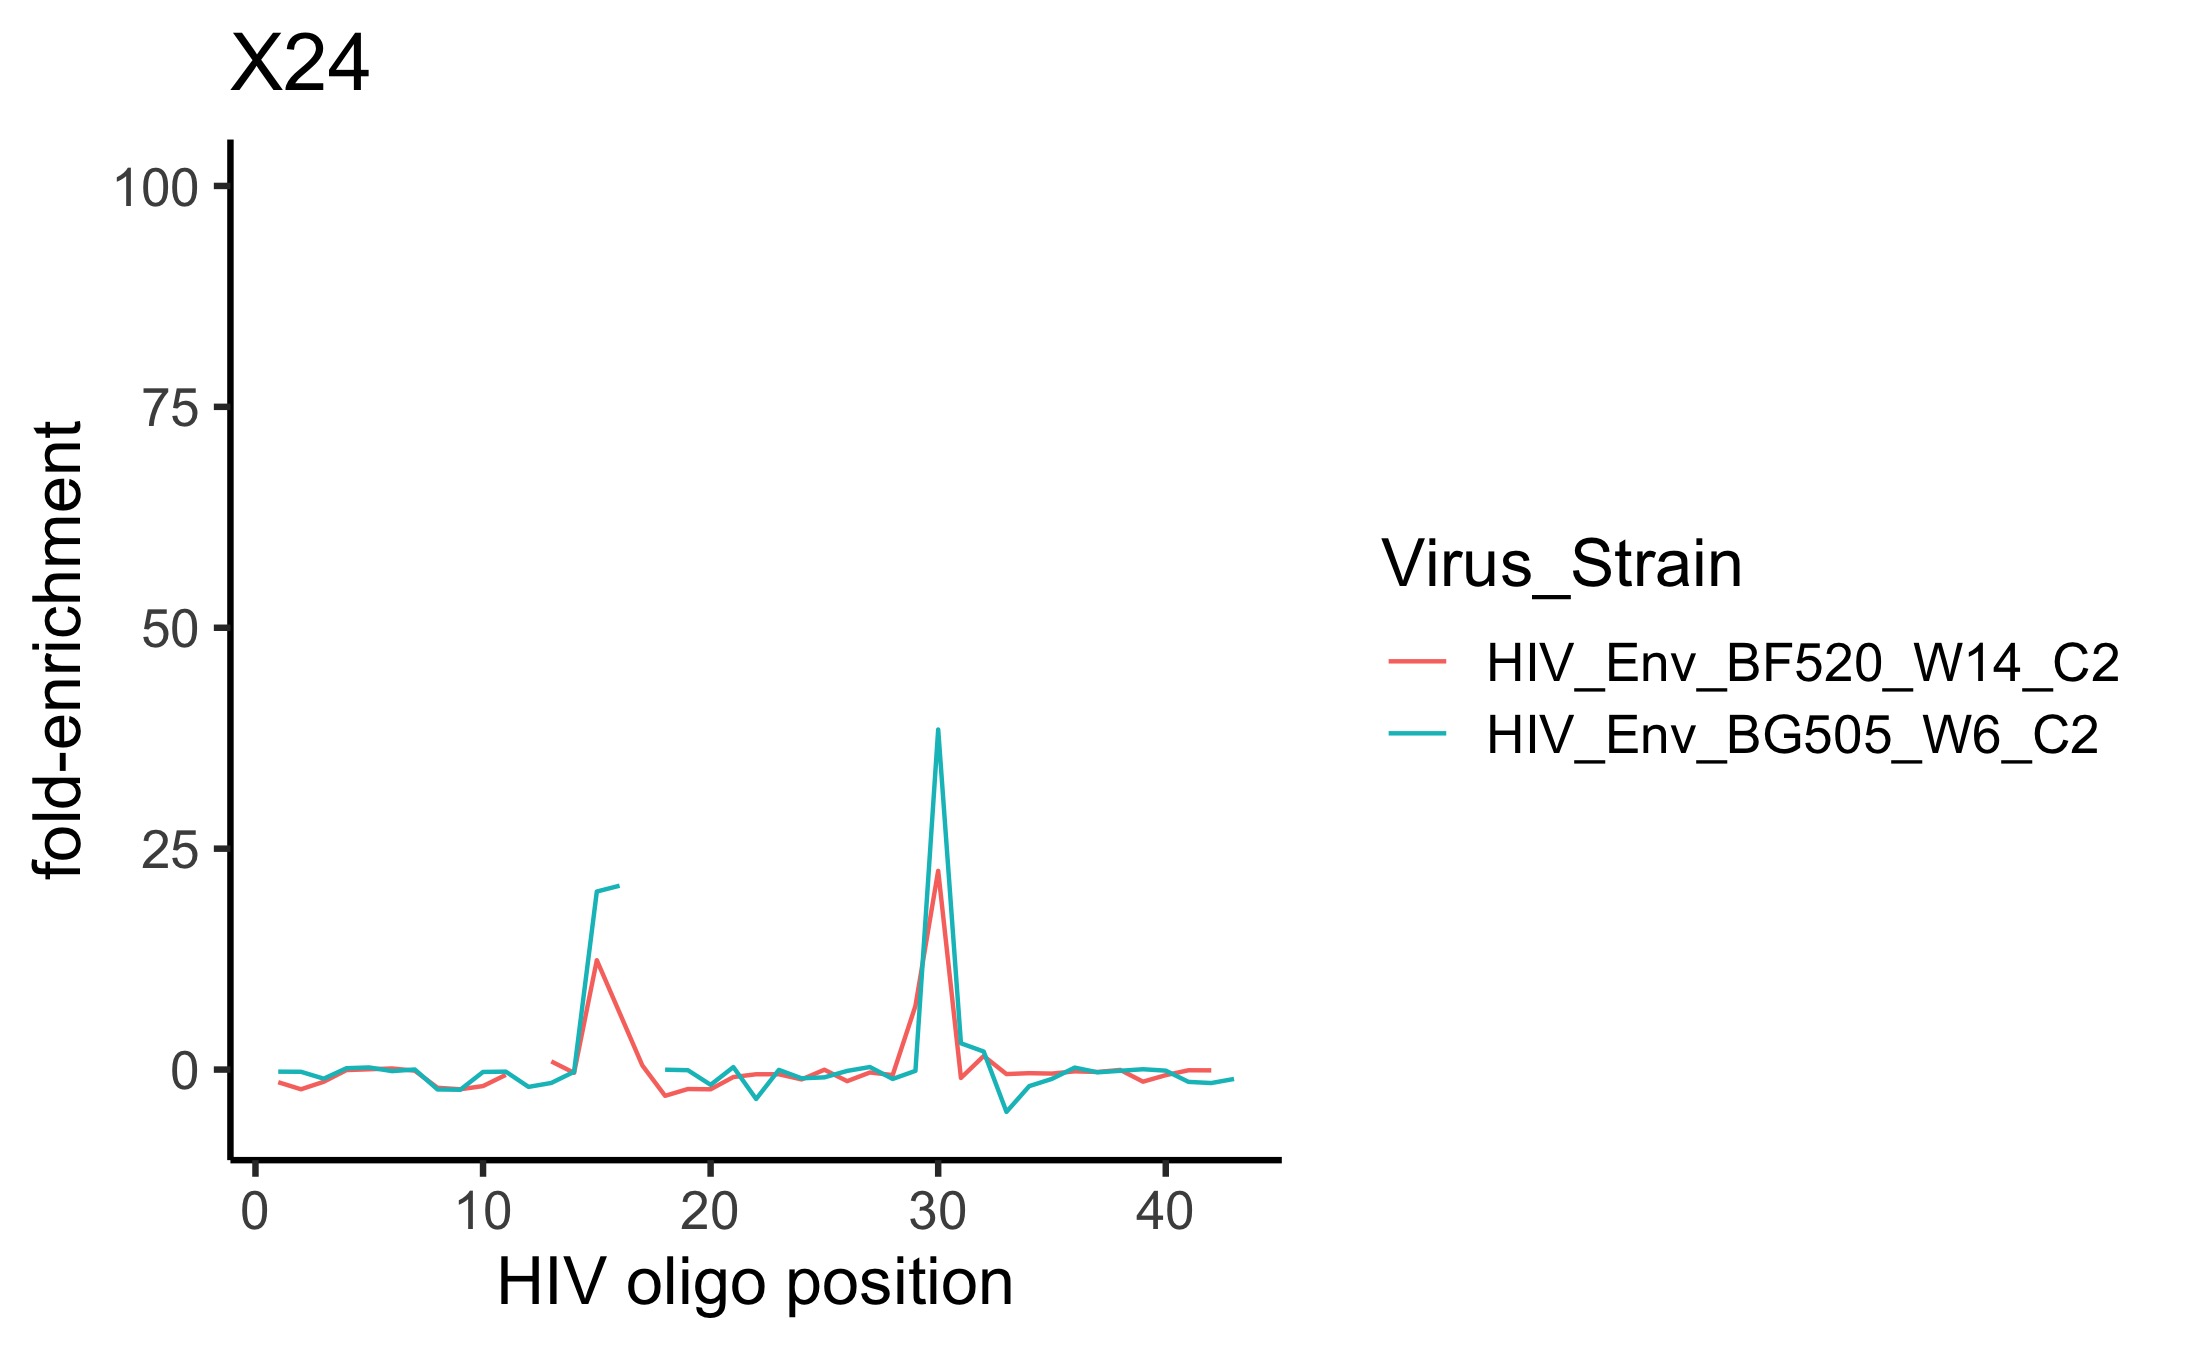 X24
100
75
50
25
0
fold-enrichment
0 10 20 30 40
HIV oligo position
Virus_Strain
HIV_Env_BF520_W14_C2
HIV_Env_BG505_W6_C2